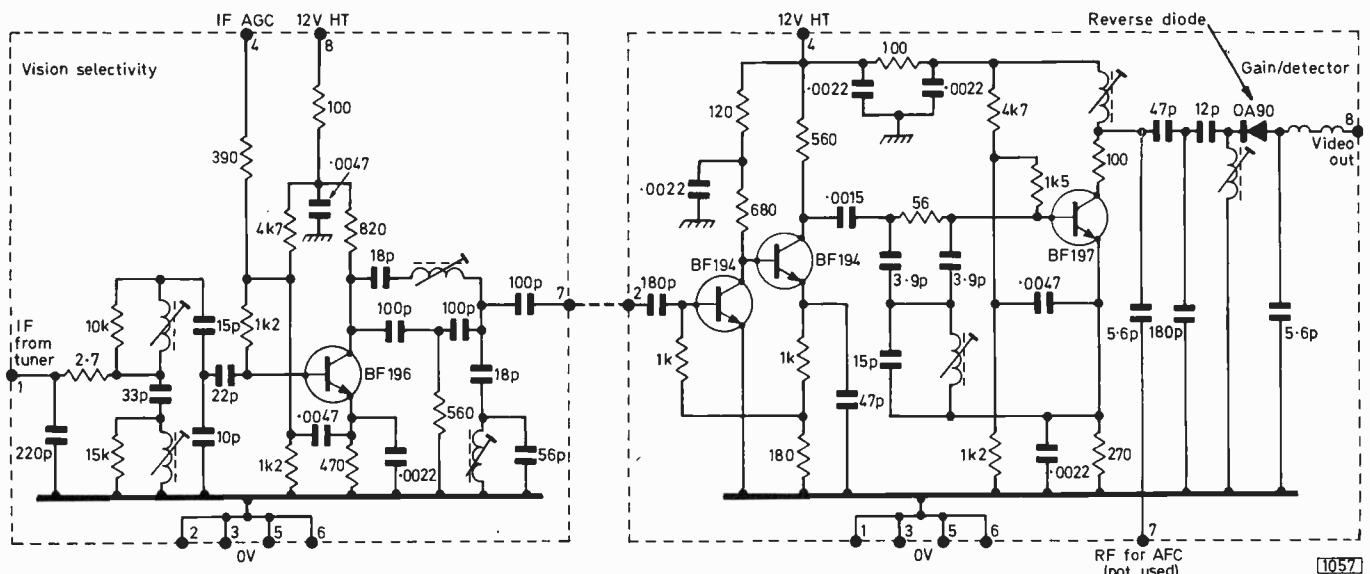 IF AGC
4
12V HT
8
Vision selectivity
100
390
.0047
4k7
820
18p
100p
7
10k
15p
1k2
100p
100p
IF from tuner
1
2.7
33p
22p
BF196
18p
.0047
560
220p
15k
10p
1k2
470
.0022
56p
2
3
5
6
0V
12V HT
4
Reverse diode
Gain/detector
100
.0022
.0022
120
560
4k7
47p
12p
OA90
8
Video out
.0022
680
.0015
56
1k5
100
BF194
BF194
BF197
180p
2
3.9p
3.9p
.0047
1k
1k
47p
15p
5.6p
180p
5.6p
180
1k2
.0022
270
1
3
5
6
0V
7
RF for AFC
(not used)
1057